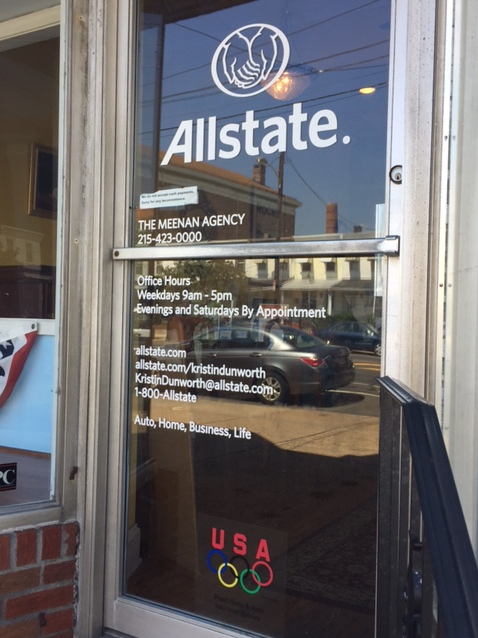 Allstate.
We do not accept cash payments,
Sorry for any inconvenience
THE MEENAN AGENCY
215-423-0000
Office Hours
Weekdays 9am - 5pm
Evenings and Saturdays By Appointment
allstate.com
allstate.com/kristindunworth
KristinDunworth@allstate.com
1-800-Allstate
Auto, Home, Business, Life
PC
USA